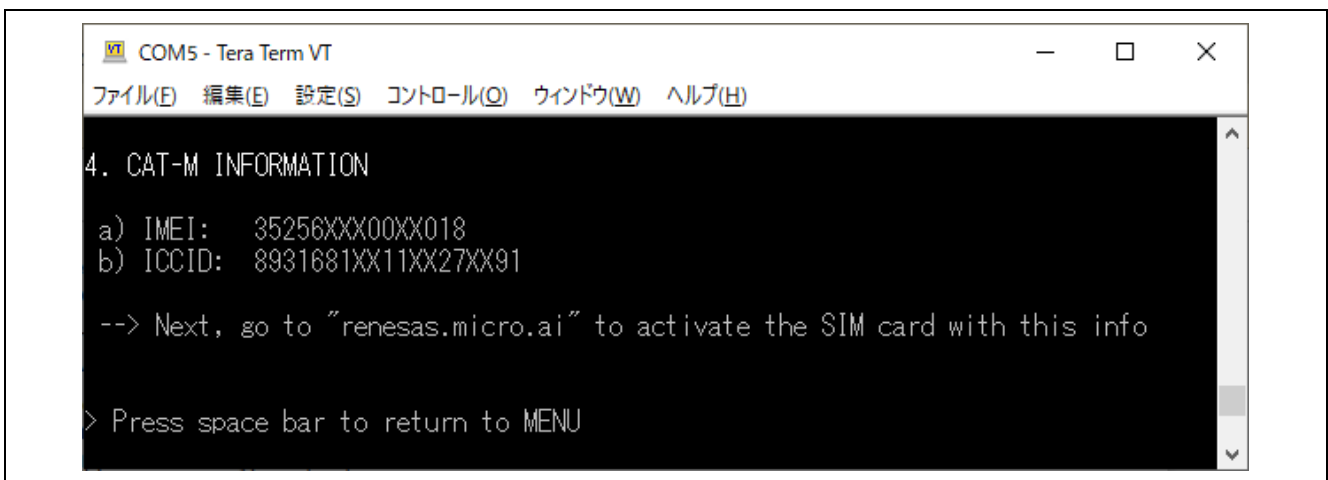 COM5 - Tera Term VT
ファイル(F) 編集(E) 設定(S) コントロール(O) ウィンドウ(W) ヘルプ(H)
4. CAT-M INFORMATION
a) IMEI: 35256XXX00XX018
b) ICCID: 8931681XX11XX27XX91
--> Next, go to "renesas.micro.ai" to activate the SIM card with this info
> Press space bar to return to MENU